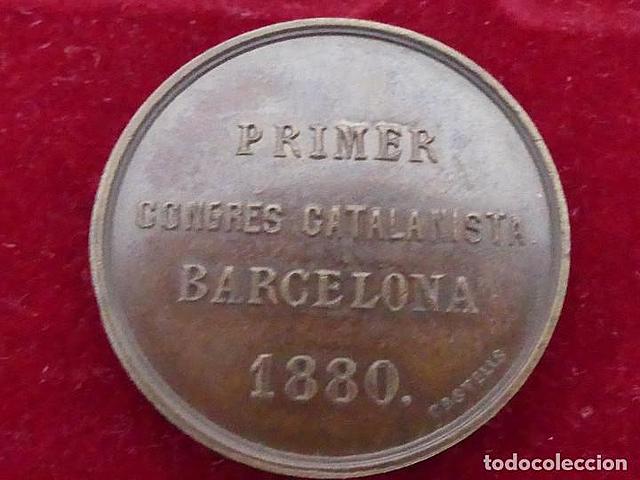 PRIMER
CONGRES CATALANISTA
BARCELONA
1880.
todocoleccion